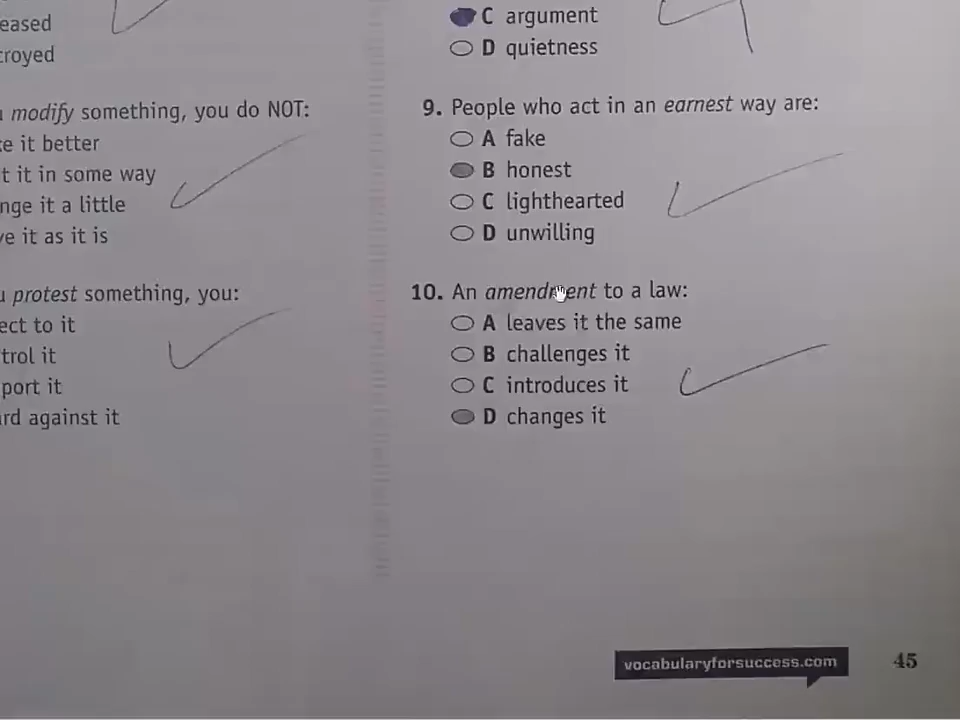 eased
royed
modify something, you do NOT:
e it better
t it in some way
nge it a little
ve it as it is
protest something, you:
ect to it
trol it
port it
rd against it
C argument
D quietness
9. People who act in an earnest way are:
A fake
B honest
C lighthearted
D unwilling
10. An amendment to a law:
A leaves it the same
B challenges it
C introduces it
D changes it
vocabularyforsuccess.com
45